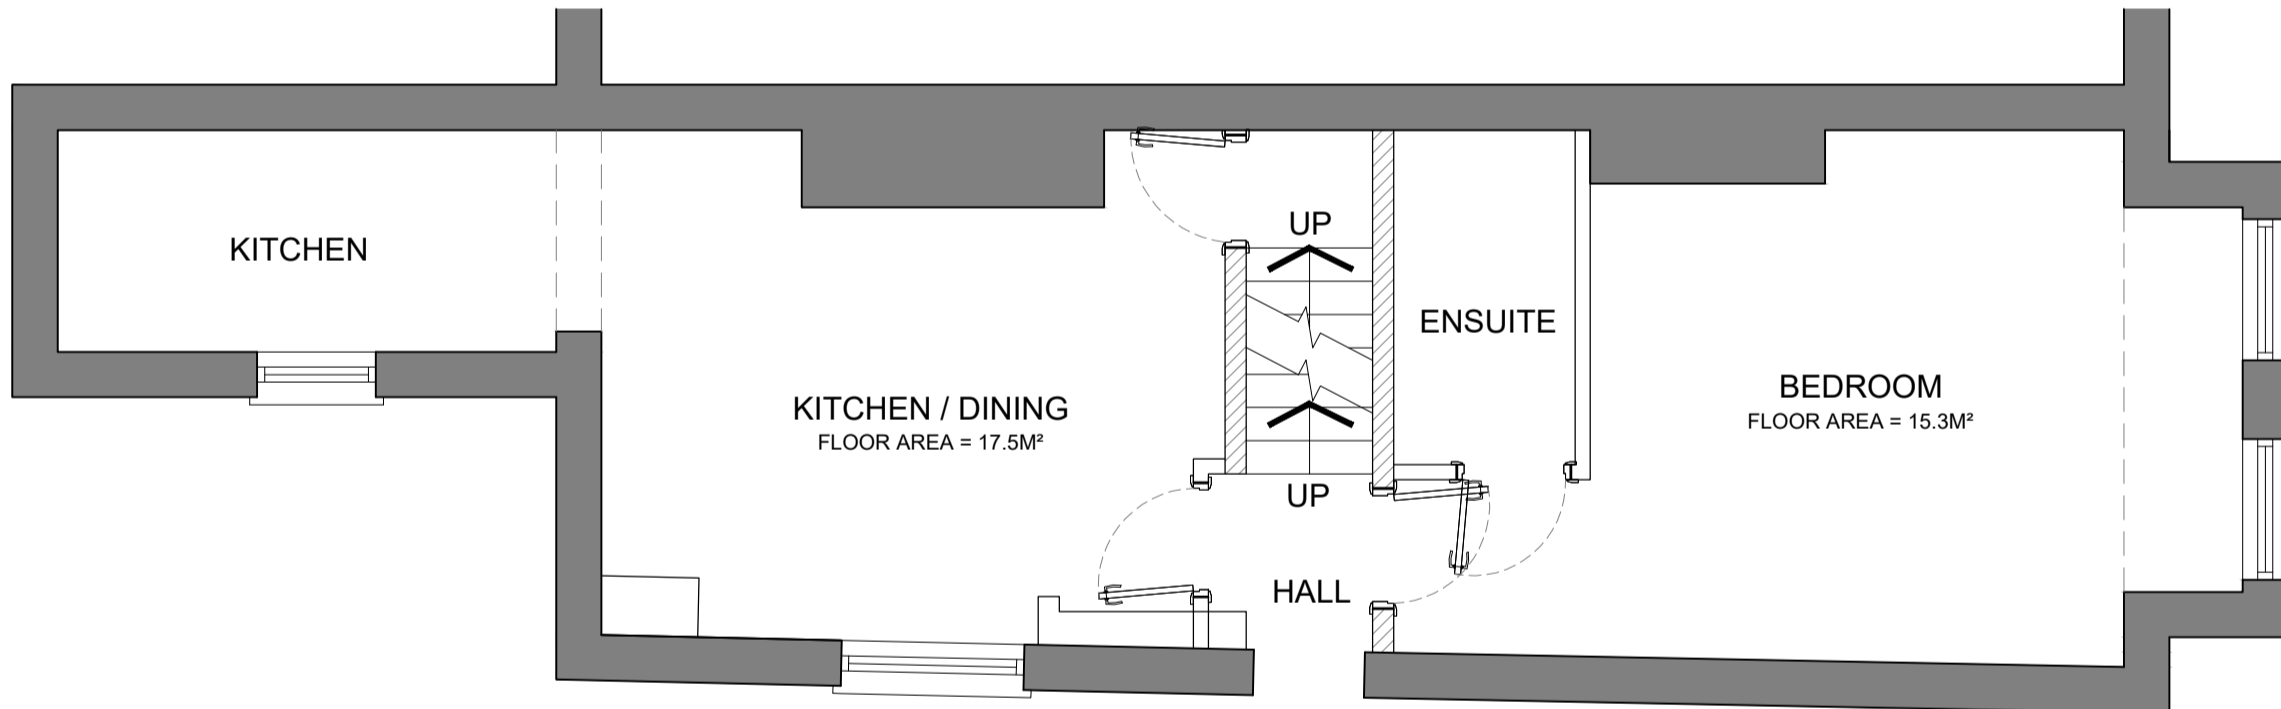 UP
KITCHEN
ENSUITE
BEDROOM
FLOOR AREA = 15.3M²
KITCHEN / DINING
FLOOR AREA = 17.5M²
UP
HALL